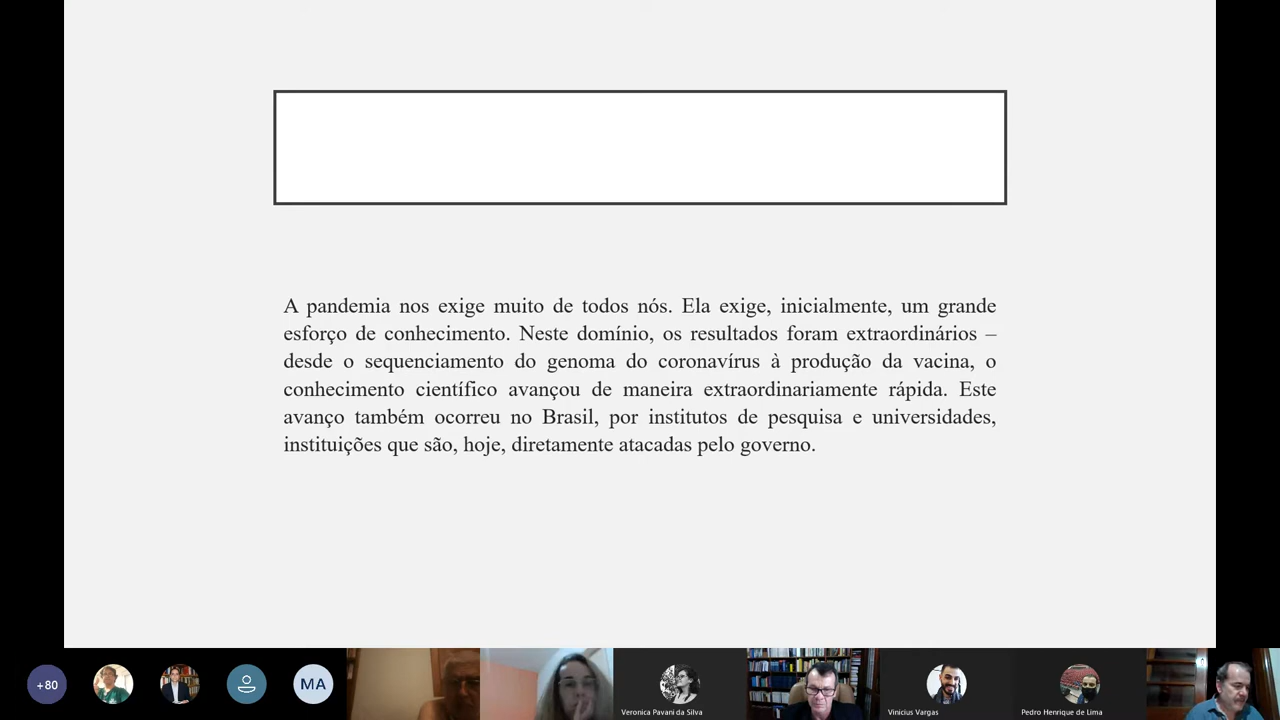 A pandemia nos exige muito de todos nós. Ela exige, inicialmente, um grande
esforço de conhecimento. Neste domínio, os resultados foram extraordinários –
desde o sequenciamento do genoma do coronavírus à produção da vacina, o
conhecimento científico avançou de maneira extraordinariamente rápida. Este
avanço também ocorreu no Brasil, por institutos de pesquisa e universidades,
instituições que são, hoje, diretamente atacadas pelo governo.
+80
MA
Veronica Pavani da Silva
Vinicius Vargas
Pedro Henrique de Lima